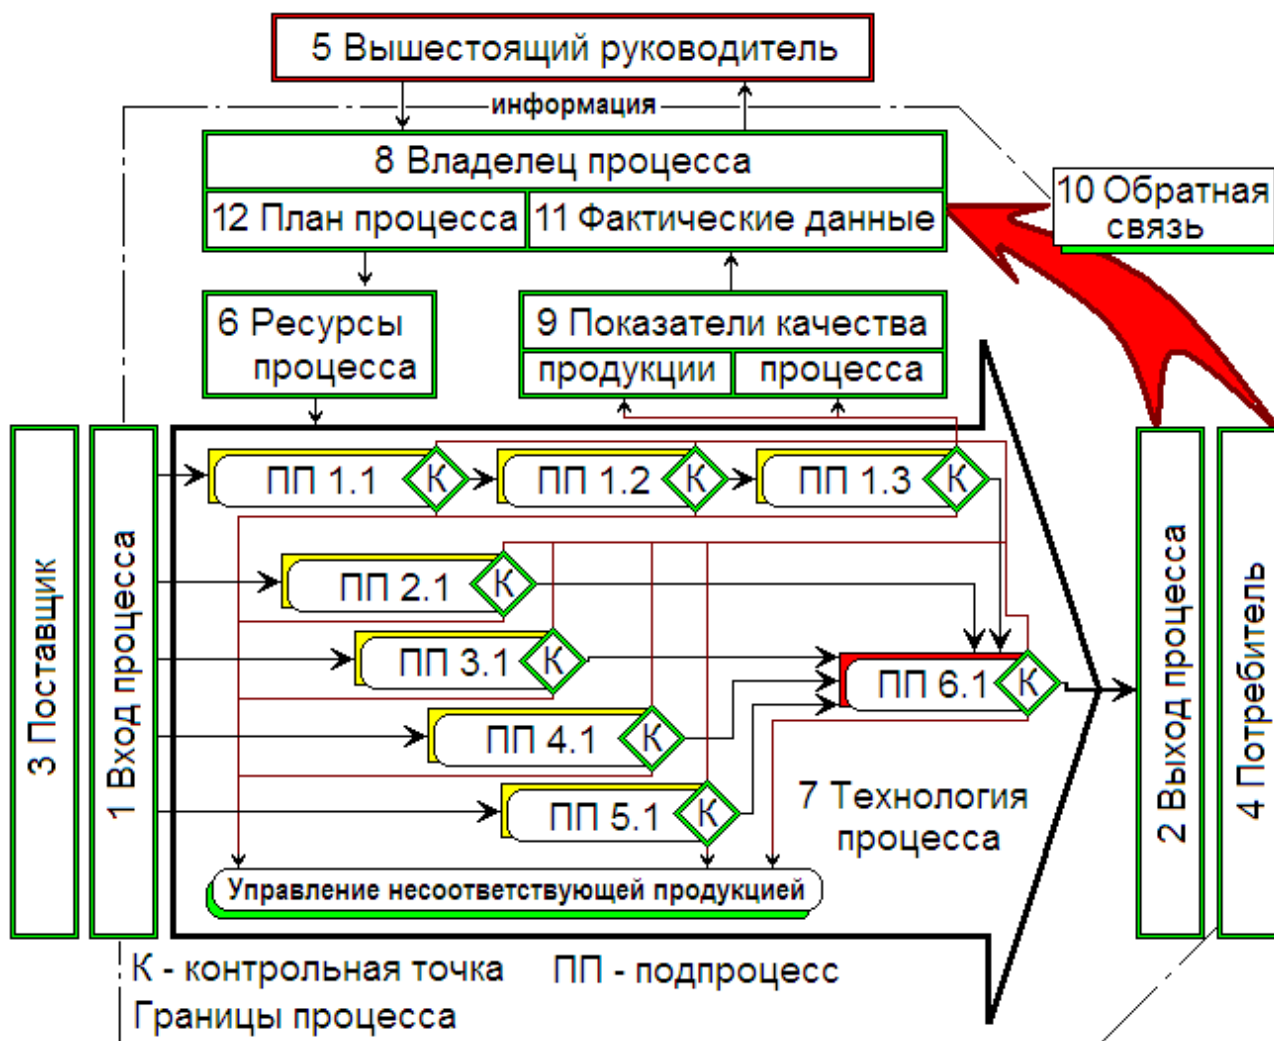 5 Вышестоящий руководитель
информация
8 Владелец процесса
12 План процесса
11 Фактические данные
10 Обратная
связь
6 Ресурсы
процесса
9 Показатели качества
продукции
процесса
3 Поставщик
1 Вход процесса
ПП 1.1
К
ПП 1.2
К
ПП 1.3
К
ПП 2.1
К
ПП 3.1
К
ПП 6.1
К
ПП 4.1
К
ПП 5.1
К
7 Технология
процесса
Управление несоответствующей продукцией
2 Выход процесса
4 Потребитель
К - контрольная точка
ПП - подпроцесс
Границы процесса